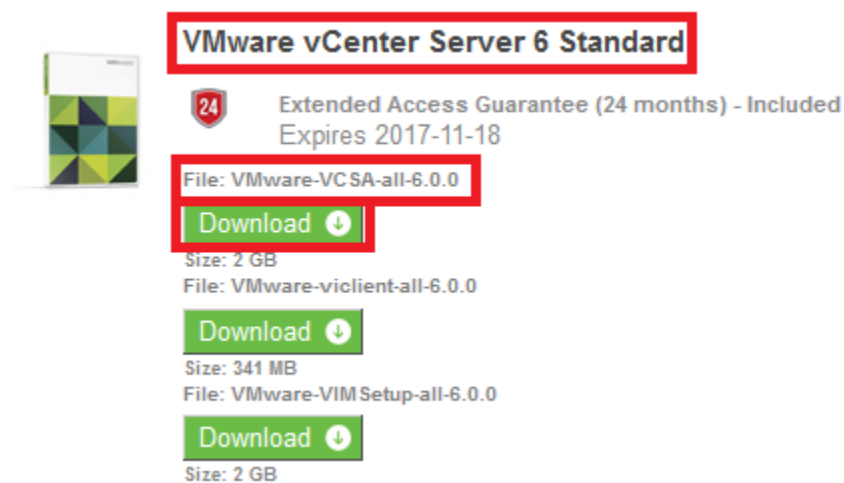 VMware vCenter Server 6 Standard
24
Extended Access Guarantee (24 months) - Included
Expires 2017-11-18
File: VMware-VCSA-all-6.0.0
Download
Size: 2 GB
File: VMware-viclient-all-6.0.0
Download
Size: 341 MB
File: VMware-VIMSetup-all-6.0.0
Download
Size: 2 GB